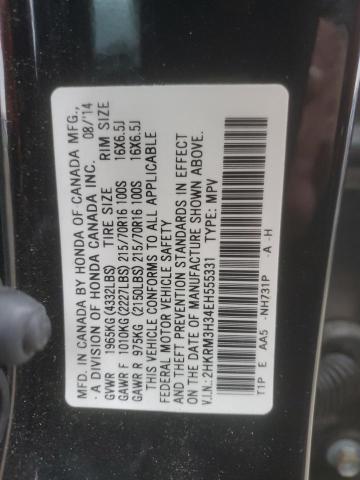 MFD. IN CANADA BY HONDA OF CANADA MFG.,
- A DIVISION OF HONDA CANADA INC. 08/'14
TIRE SIZE RIM SIZE
GVWR 1965KG(4332LBS)
GAWR F 1010KG(2227LBS) 215/70R16 100S 16X6.5J
GAWR R 975KG(2150LBS) 215/70R16 100S 16X6.5J
THIS VEHICLE CONFORMS TO ALL APPLICABLE
FEDERAL MOTOR VEHICLE SAFETY
AND THEFT PREVENTION STANDARDS IN EFFECT
ON THE DATE OF MANUFACTURE SHOWN ABOVE.
V.I.N.: 2HKRM3H34EH555331 TYPE: MPV
T1P E AA5 -NH731P -A -H